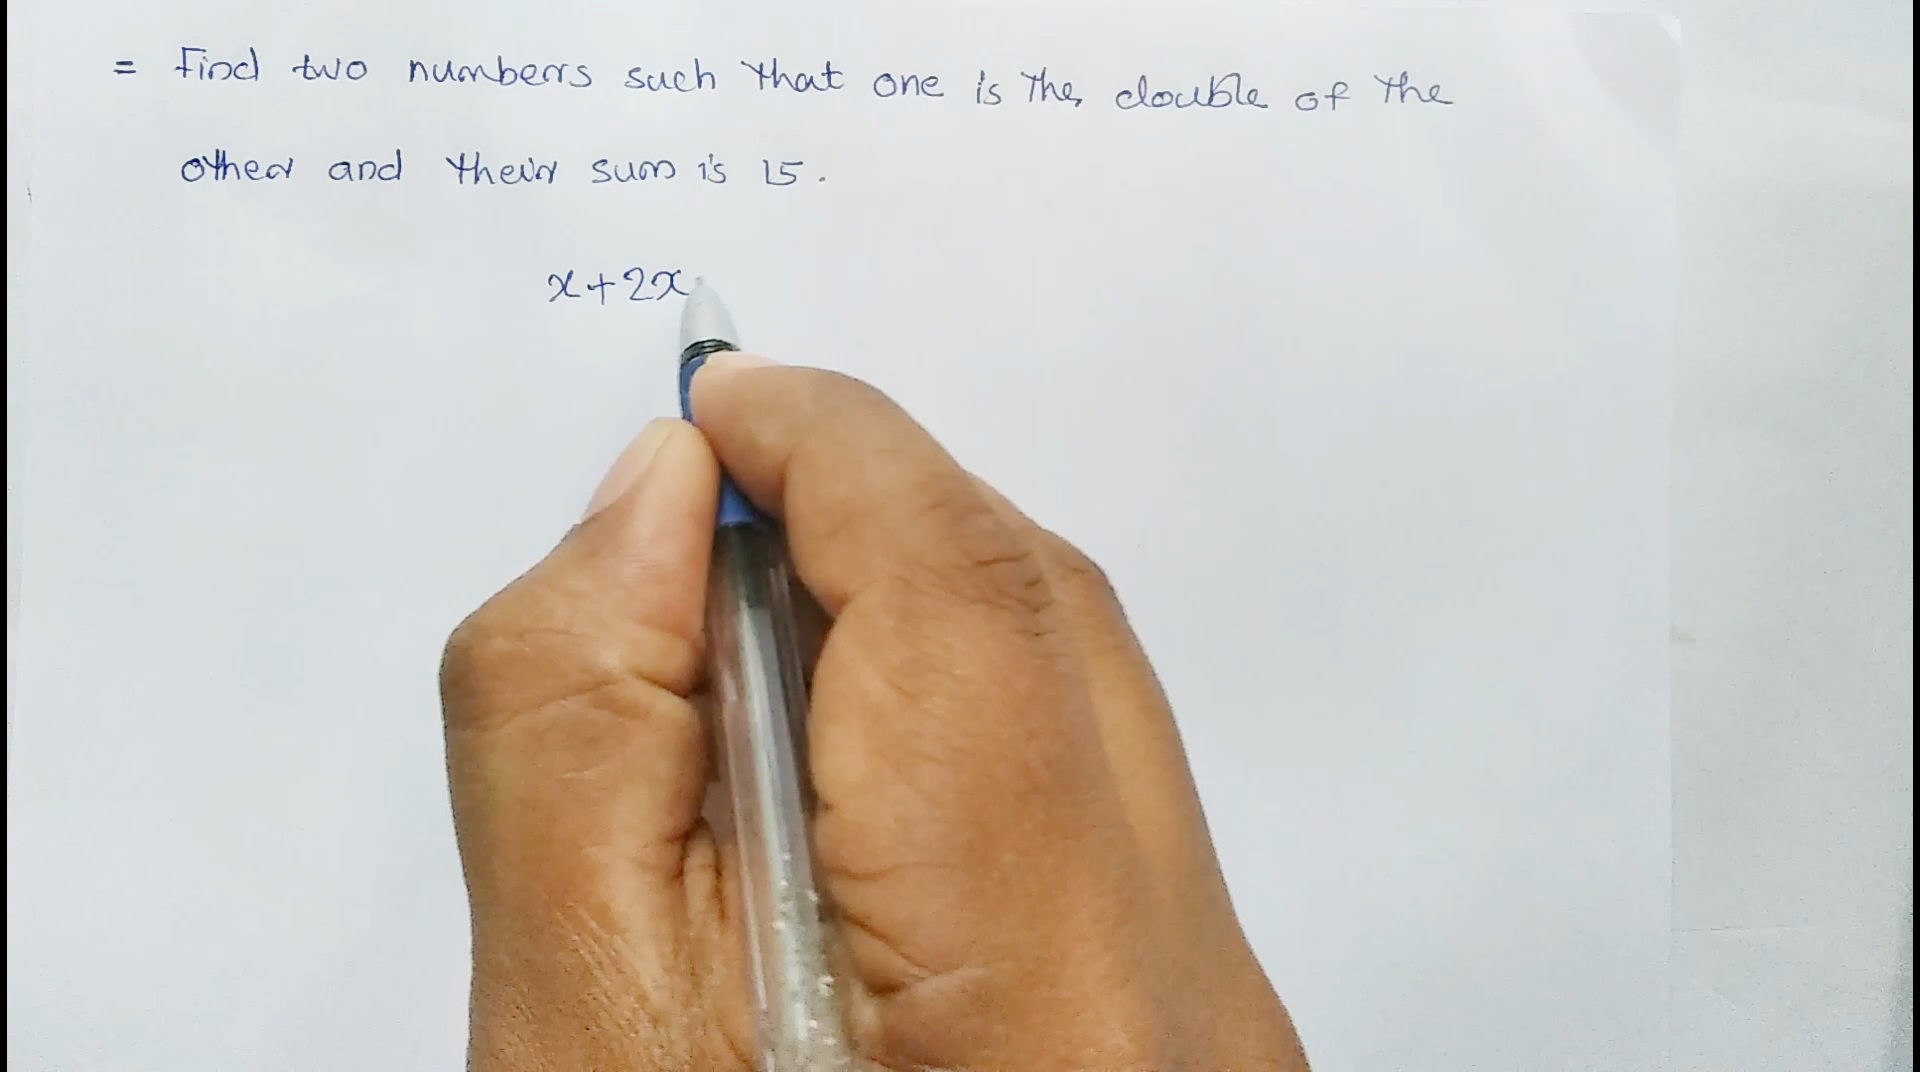 = Find two numbers such that one is the double of the
other and their sum is 15.
x+2x